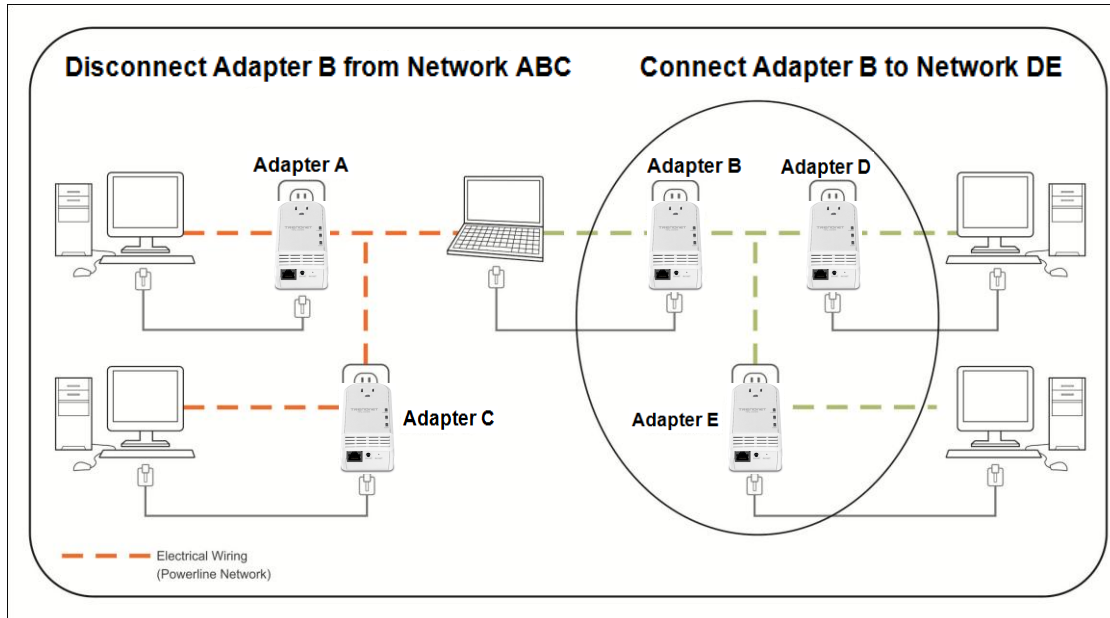 Disconnect Adapter B from Network ABC
Connect Adapter B to Network DE
Adapter A
Adapter B
Adapter D
Adapter C
Adapter E
Electrical Wiring
(Powerline Network)